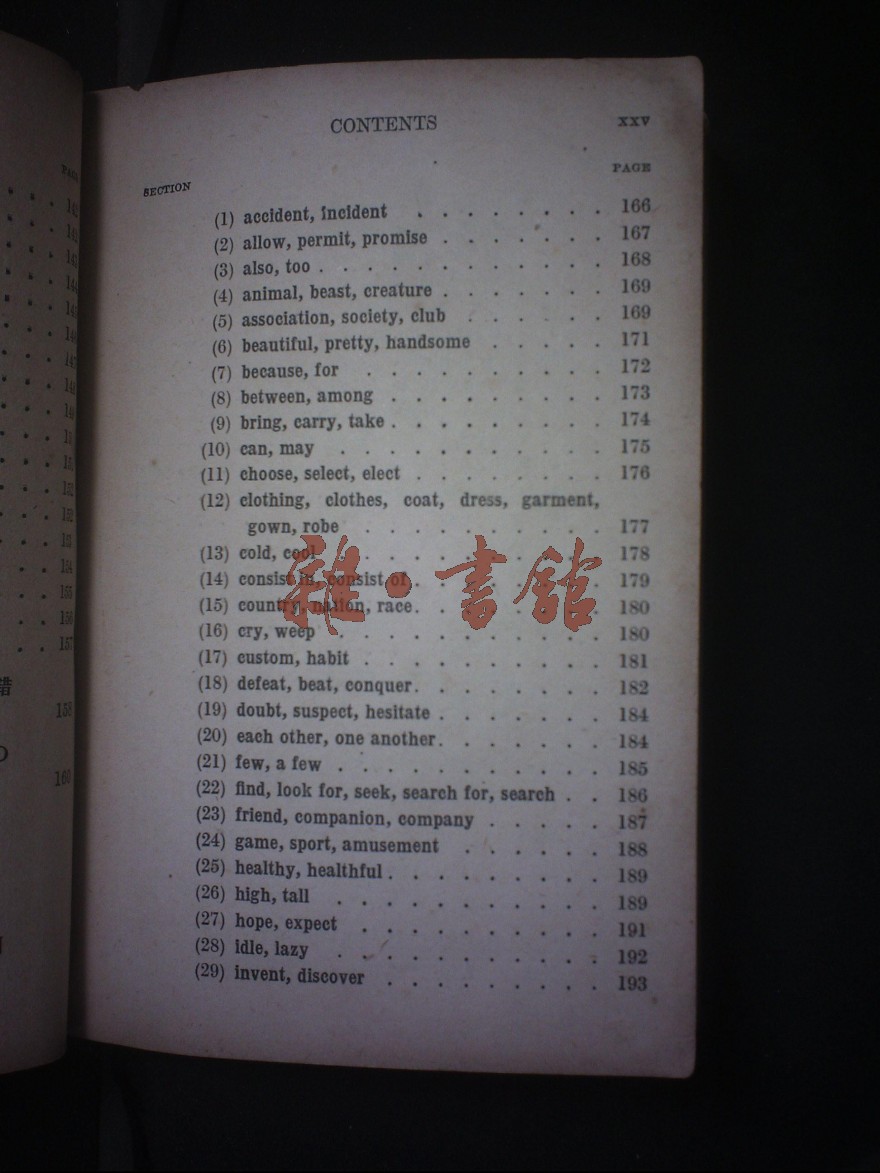 CONTENTS xxv
SECTION PAGE
(1) accident, incident . . . . . . . . 166
(2) allow, permit, promise . . . . . . . 167
(3) also, too . . . . . . . . . . . . 168
(4) animal, beast, creature . . . . . . . 169
(5) association, society, club . . . . . . 169
(6) beautiful, pretty, handsome . . . . . 171
(7) because, for . . . . . . . . . . 172
(8) between, among . . . . . . . . . 173
(9) bring, carry, take . . . . . . . . . 174
(10) can, may . . . . . . . . . . . 175
(11) choose, select, elect . . . . . . . . 176
(12) clothing, clothes, coat, dress, garment,
gown, robe . . . . . . . . . . 177
(13) cold, cool . . . . . . . . . . . 178
(14) consist in, consist of . . . . . . . . 179
(15) country, nation, race . . . . . . . . 180
(16) cry, weep . . . . . . . . . . . 180
(17) custom, habit . . . . . . . . . . 181
(18) defeat, beat, conquer . . . . . . . . 182
(19) doubt, suspect, hesitate . . . . . . . 184
(20) each other, one another . . . . . . . 184
(21) few, a few . . . . . . . . . . . 185
(22) find, look for, seek, search for, search . . 186
(23) friend, companion, company . . . . . 187
(24) game, sport, amusement . . . . . . 188
(25) healthy, healthful . . . . . . . . . 189
(26) high, tall . . . . . . . . . . . 189
(27) hope, expect . . . . . . . . . . 191
(28) idle, lazy . . . . . . . . . . . 192
(29) invent, discover . . . . . . . . . 193
雜·書館